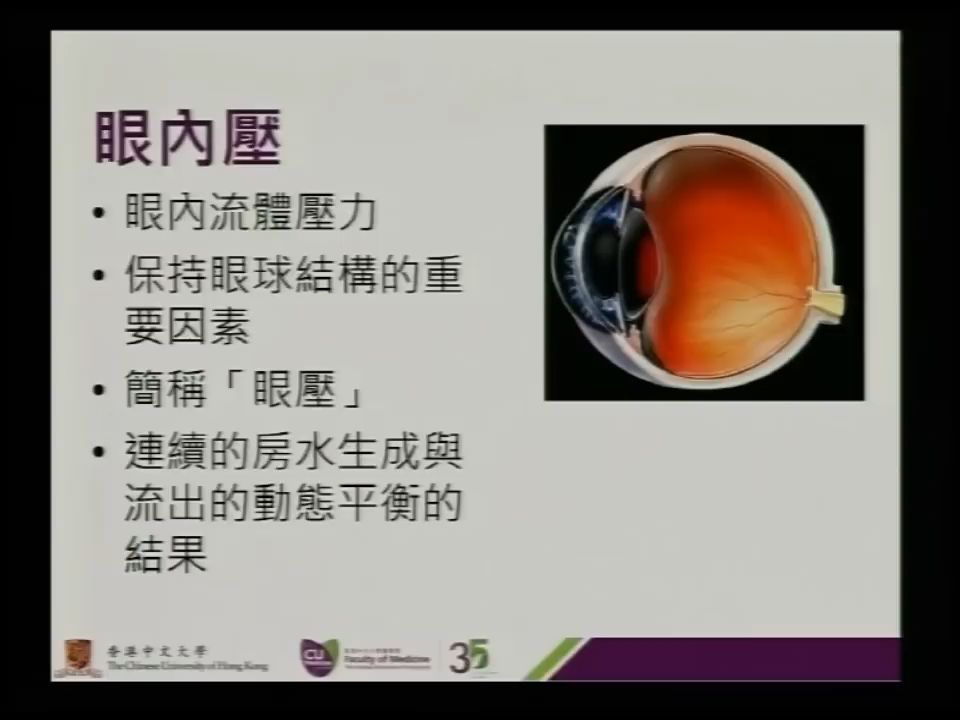 眼內壓
• 眼內流體壓力
• 保持眼球結構的重
要因素
• 簡稱「眼壓」
• 連續的房水生成與
流出的動態平衡的
結果
香港中文大學
The Chinese University of Hong Kong
CU
Faculty of Medicine
35